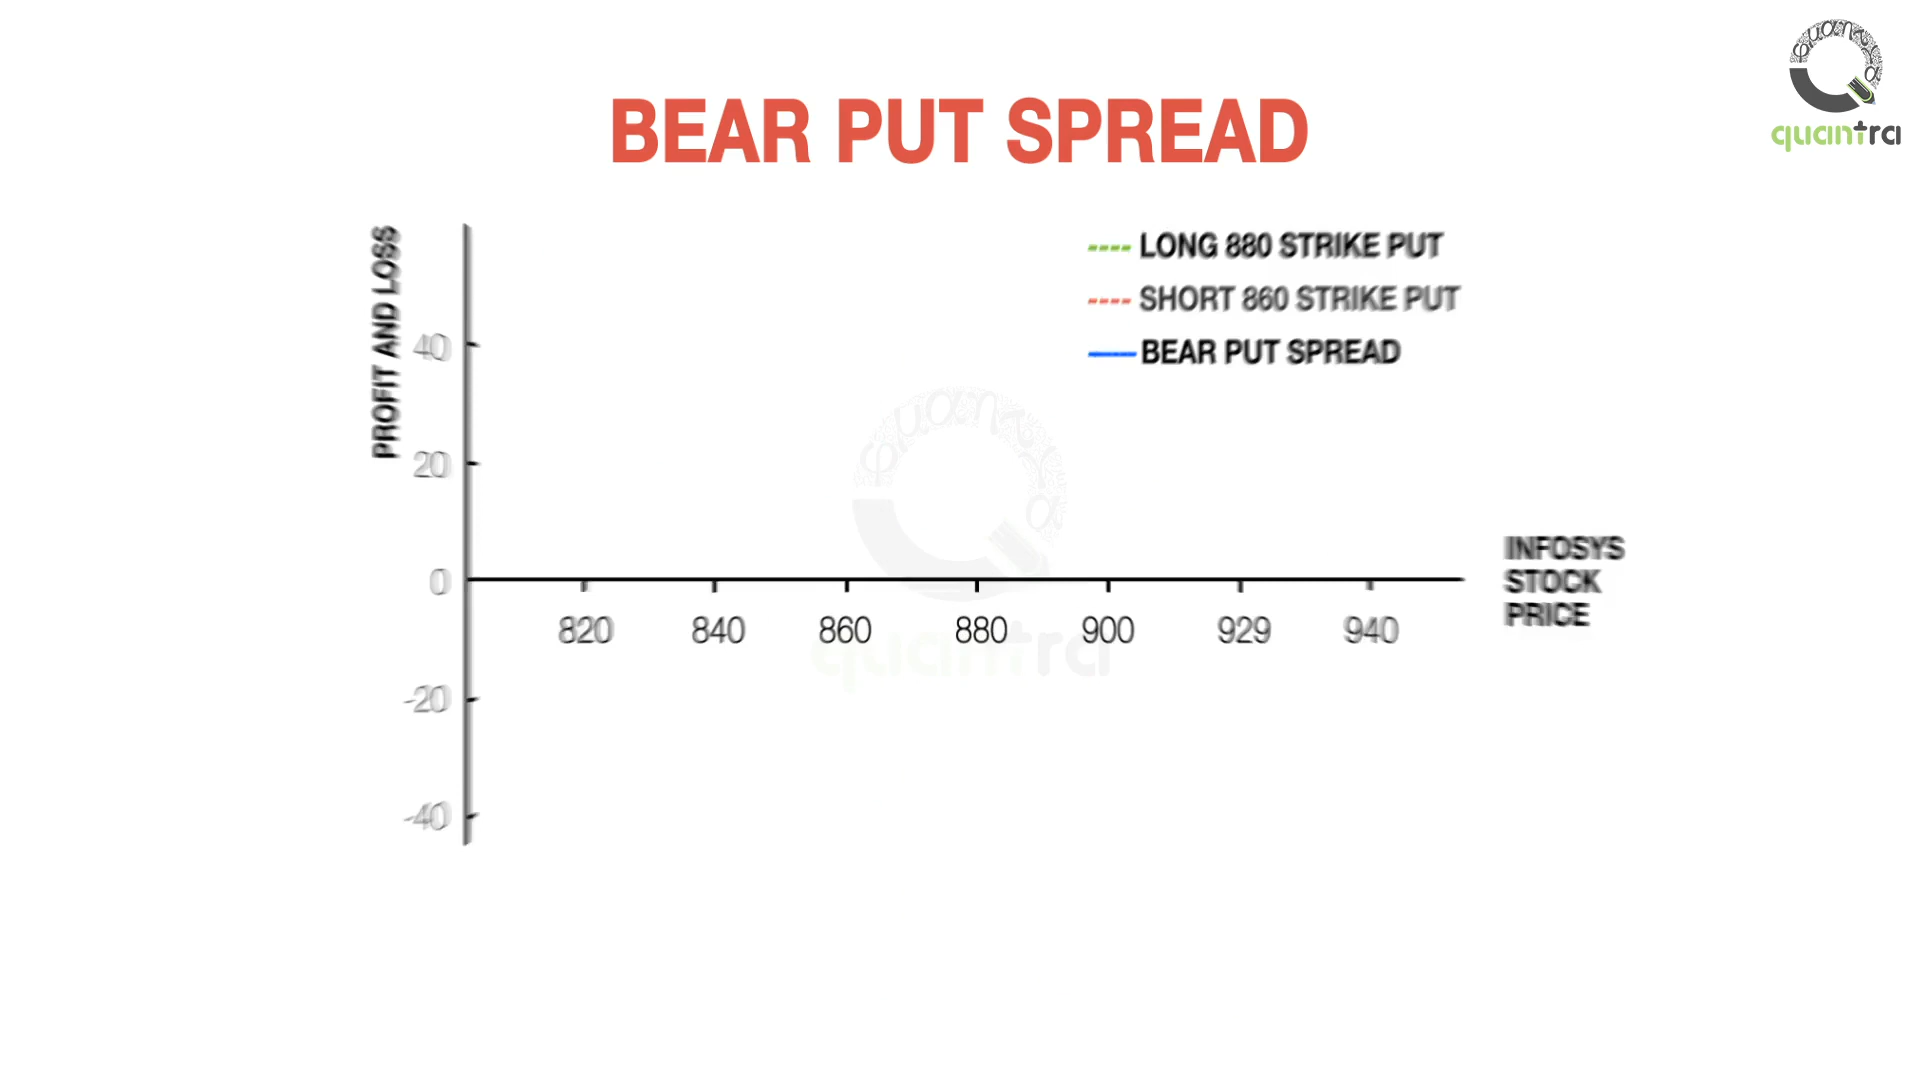 quantra
BEAR PUT SPREAD
PROFIT AND LOSS
LONG 880 STRIKE PUT
SHORT 860 STRIKE PUT
BEAR PUT SPREAD
40
20
0
-20
-40
820 840 860 880 900 929 940
INFOSYS
STOCK
PRICE
quantra